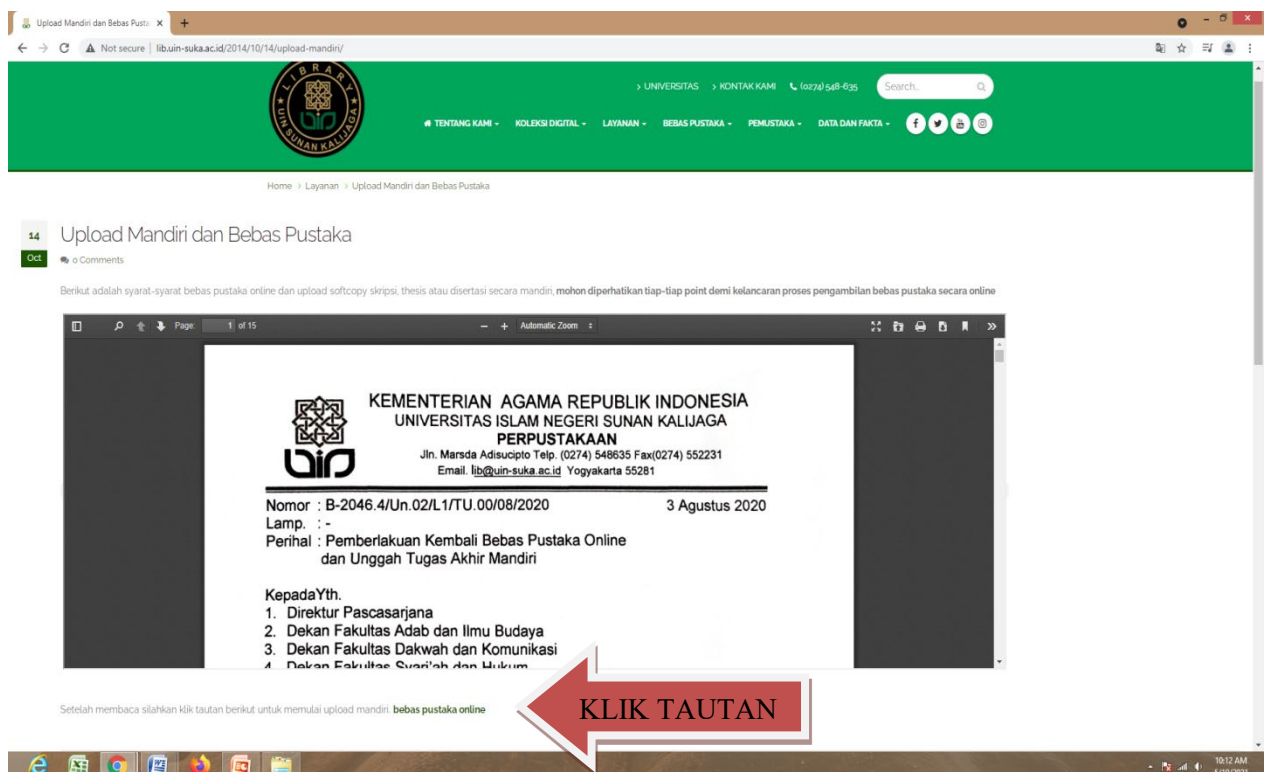 Upload Mandiri dan Bebas Pusta
Not secure | lib.uin-suka.ac.id/2014/10/14/upload-mandiri/
LIBRARY
UIN SUNAN KALIJAGA
> UNIVERSITAS > KONTAK KAMI (0274) 548-635 Search..
TENTANG KAMI KOLEKSI DIGITAL LAYANAN BEBAS PUSTAKA PEMUSTAKA DATA DAN FAKTA
Home > Layanan > Upload Mandiri dan Bebas Pustaka
14
Oct
Upload Mandiri dan Bebas Pustaka
0 Comments
Berikut adalah syarat-syarat bebas pustaka online dan upload softcopy skripsi, thesis atau disertasi secara mandiri, mohon diperhatikan tiap-tiap point demi kelancaran proses pengambilan bebas pustaka secara online
Page: 1 of 15 Automatic Zoom
KEMENTERIAN AGAMA REPUBLIK INDONESIA
UNIVERSITAS ISLAM NEGERI SUNAN KALIJAGA
PERPUSTAKAAN
Jln. Marsda Adisucipto Telp. (0274) 548635 Fax(0274) 552231
Email. lib@uin-suka.ac.id Yogyakarta 55281
uin
Nomor : B-2046.4/Un.02/L1/TU.00/08/2020 3 Agustus 2020
Lamp. : -
Perihal : Pemberlakuan Kembali Bebas Pustaka Online
dan Unggah Tugas Akhir Mandiri
KepadaYth.
1. Direktur Pascasarjana
2. Dekan Fakultas Adab dan Ilmu Budaya
3. Dekan Fakultas Dakwah dan Komunikasi
4. Dekan Fakultas Syari'ah dan Hukum
Setelah membaca silahkan klik tautan berikut untuk memulai upload mandiri. bebas pustaka online
KLIK TAUTAN
10:12 AM